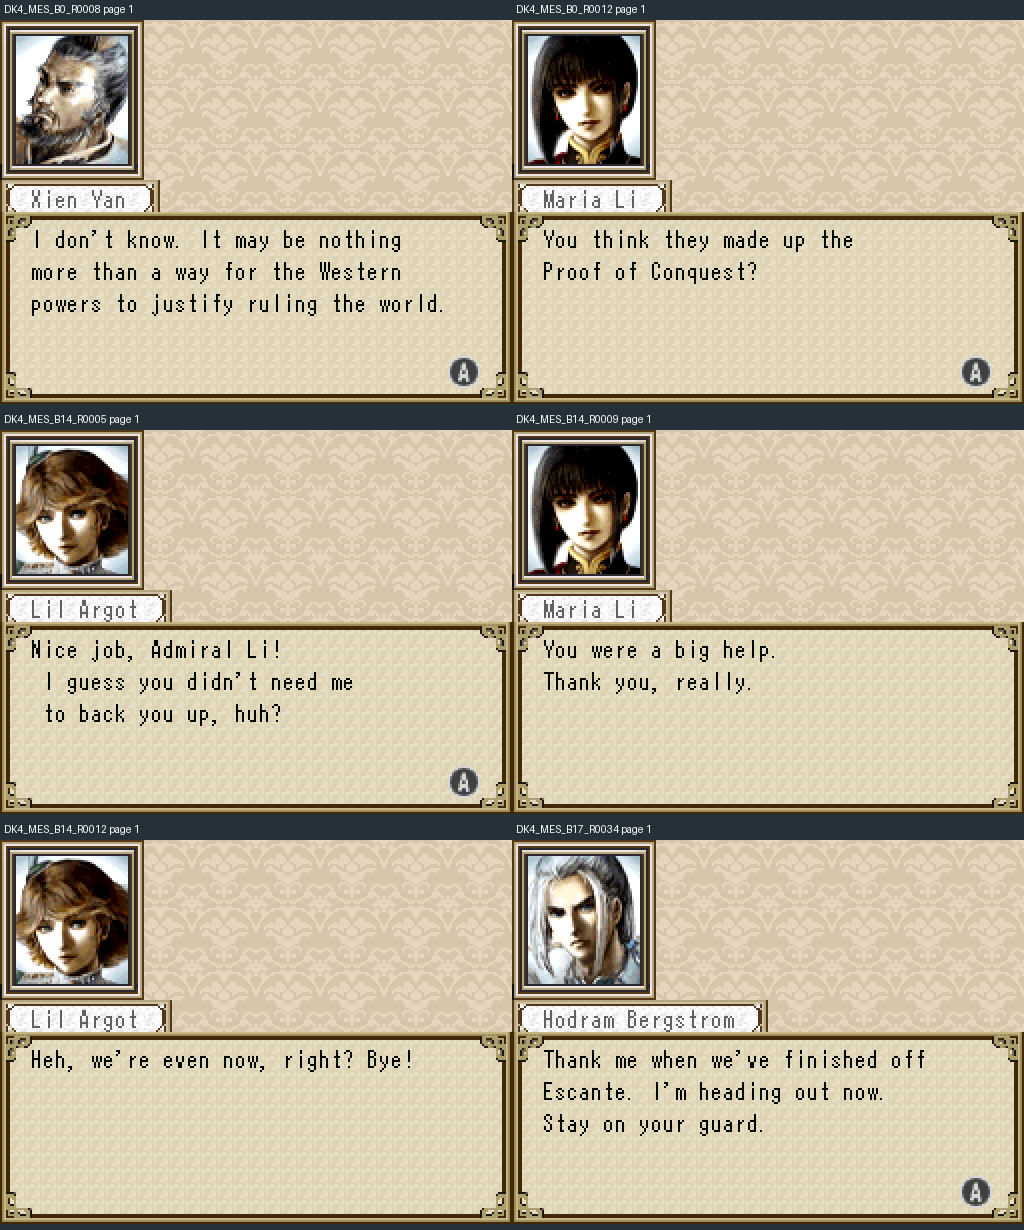 DK4_MES_B0_R0008 page 1
Xien Yan
I don't know. It may be nothing
more than a way for the Western
powers to justify ruling the world.
A
DK4_MES_B0_R0012 page 1
Maria Li
You think they made up the
Proof of Conquest?
A
DK4_MES_B14_R0005 page 1
Lil Argot
Nice job, Admiral Li!
I guess you didn't need me
to back you up, huh?
A
DK4_MES_B14_R0009 page 1
Maria Li
You were a big help.
Thank you, really.
DK4_MES_B14_R0012 page 1
Lil Argot
Heh, we're even now, right? Bye!
DK4_MES_B17_R0034 page 1
Hodram Bergstrom
Thank me when we've finished off
Escante. I'm heading out now.
Stay on your guard.
A